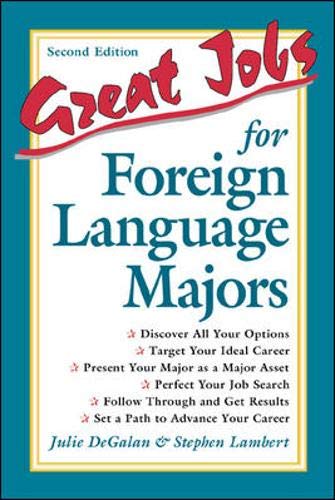 Second Edition
Great Jobs
for
Foreign
Language
Majors
✰ Discover All Your Options
✰ Target Your Ideal Career
✰ Present Your Major as a Major Asset
✰ Perfect Your Job Search
✰ Follow Through and Get Results
✰ Set a Path to Advance Your Career
Julie DeGalan & Stephen Lambert